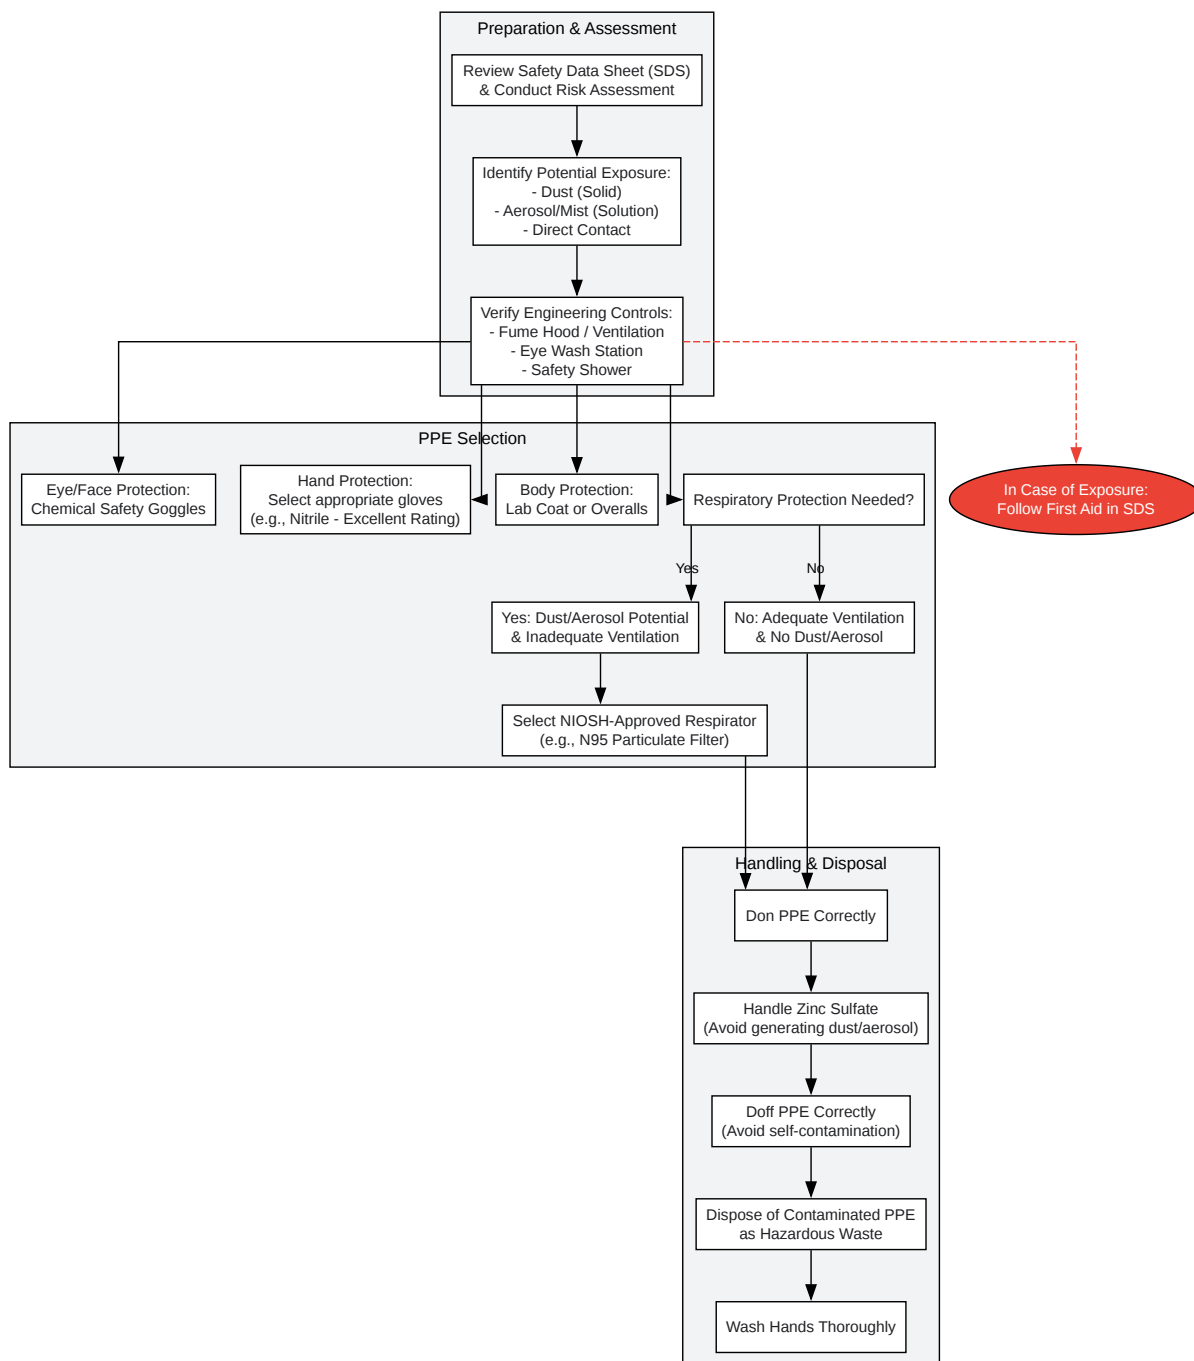 Preparation & Assessment
Review Safety Data Sheet (SDS)
& Conduct Risk Assessment
Identify Potential Exposure:
- Dust (Solid)
- Aerosol/Mist (Solution)
- Direct Contact
Verify Engineering Controls:
- Fume Hood / Ventilation
- Eye Wash Station
- Safety Shower
PPE Selection
Eye/Face Protection:
Chemical Safety Goggles
Hand Protection:
Select appropriate gloves
(e.g., Nitrile - Excellent Rating)
Body Protection:
Lab Coat or Overalls
Respiratory Protection Needed?
In Case of Exposure:
Follow First Aid in SDS
Yes
No
Yes: Dust/Aerosol Potential
& Inadequate Ventilation
No: Adequate Ventilation
& No Dust/Aerosol
Select NIOSH-Approved Respirator
(e.g., N95 Particulate Filter)
Handling & Disposal
Don PPE Correctly
Handle Zinc Sulfate
(Avoid generating dust/aerosol)
Doff PPE Correctly
(Avoid self-contamination)
Dispose of Contaminated PPE
as Hazardous Waste
Wash Hands Thoroughly